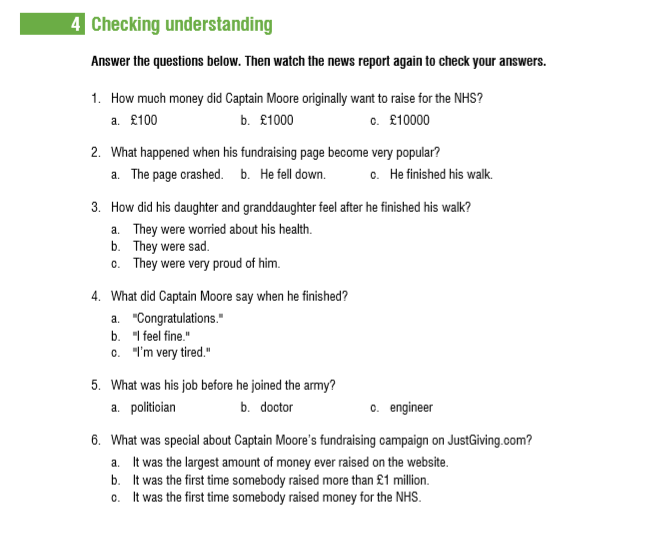 4 Checking understanding
Answer the questions below. Then watch the news report again to check your answers.
1. How much money did Captain Moore originally want to raise for the NHS?
a. £100 b. £1000 c. £10000
2. What happened when his fundraising page become very popular?
a. The page crashed. b. He fell down. c. He finished his walk.
3. How did his daughter and granddaughter feel after he finished his walk?
a. They were worried about his health.
b. They were sad.
c. They were very proud of him.
4. What did Captain Moore say when he finished?
a. "Congratulations."
b. "I feel fine."
c. "I'm very tired."
5. What was his job before he joined the army?
a. politician b. doctor c. engineer
6. What was special about Captain Moore's fundraising campaign on JustGiving.com?
a. It was the largest amount of money ever raised on the website.
b. It was the first time somebody raised more than £1 million.
c. It was the first time somebody raised money for the NHS.